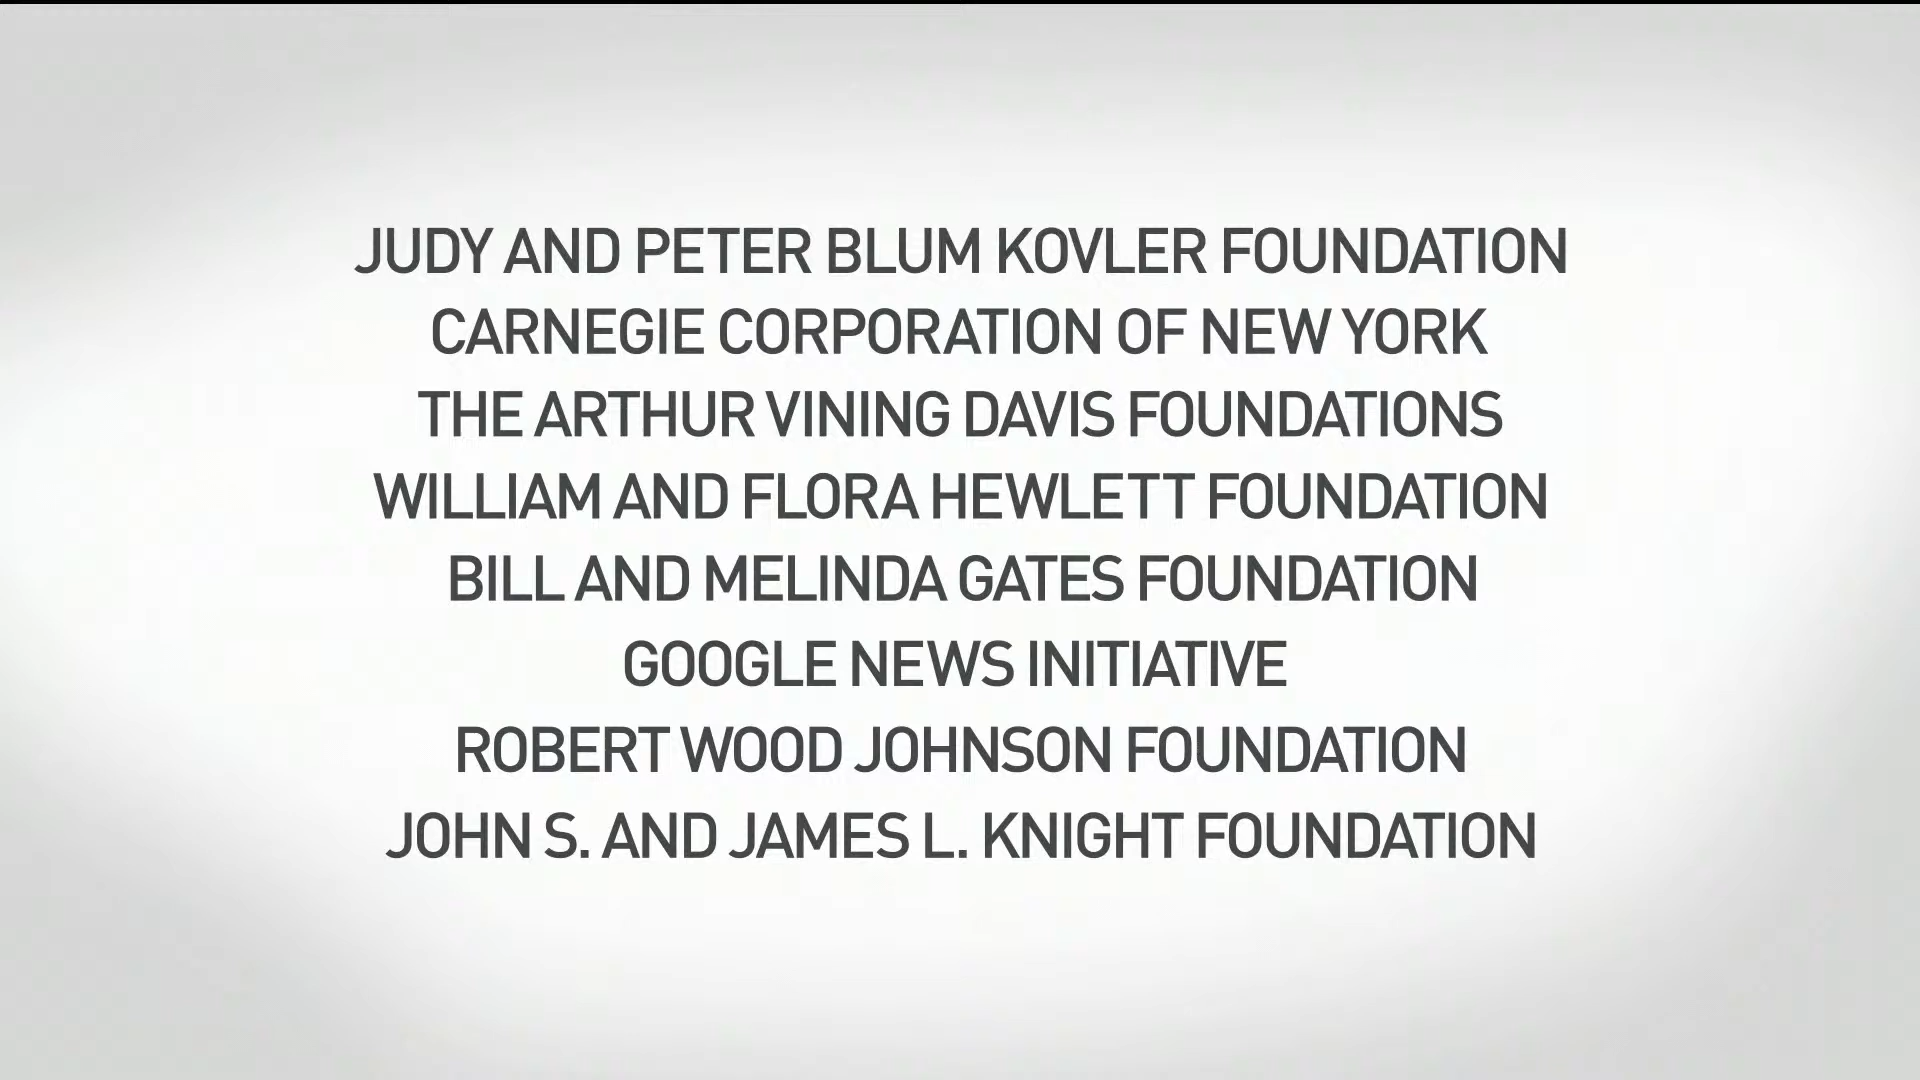 JUDY AND PETER BLUM KOVLER FOUNDATION
CARNEGIE CORPORATION OF NEW YORK
THE ARTHUR VINING DAVIS FOUNDATIONS
WILLIAM AND FLORA HEWLETT FOUNDATION
BILL AND MELINDA GATES FOUNDATION
GOOGLE NEWS INITIATIVE
ROBERT WOOD JOHNSON FOUNDATION
JOHN S. AND JAMES L. KNIGHT FOUNDATION